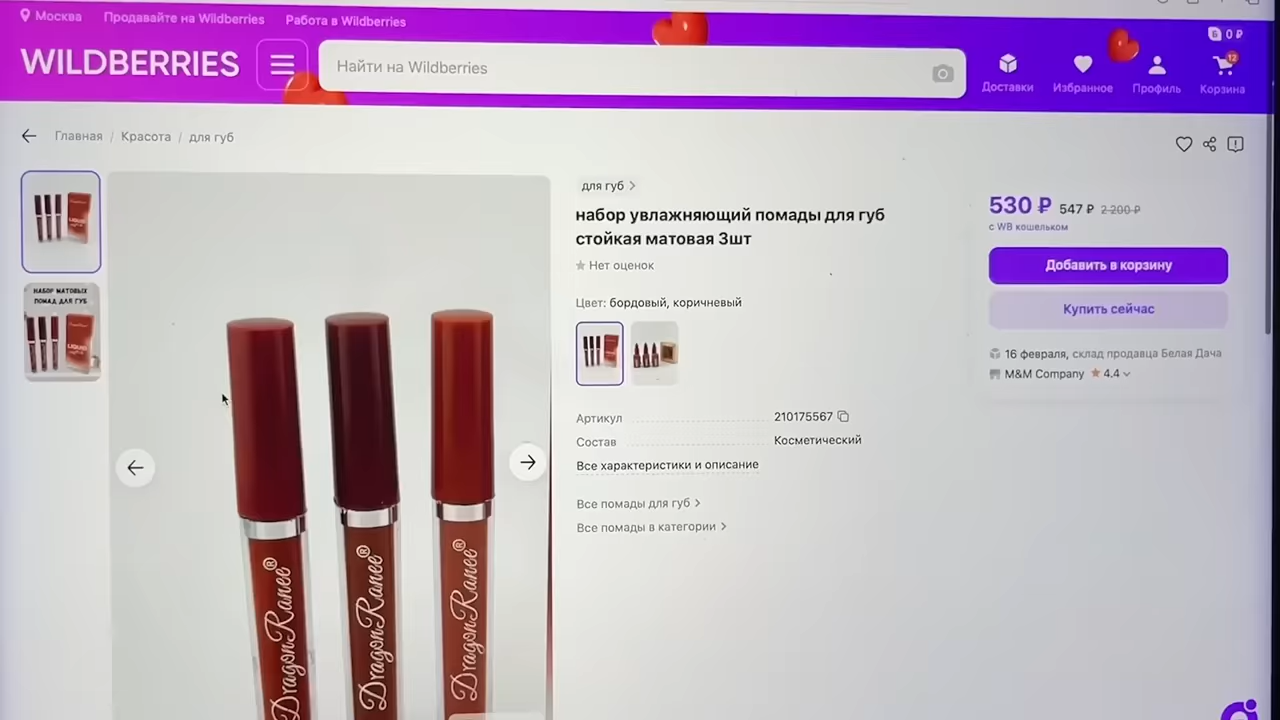 Москва
Продавайте на Wildberries
Работа в Wildberries
Б 0 ₽
WILDBERRIES
Найти на Wildberries
Доставки
Избранное
Профиль
12
Корзина
Главная / Красота / для губ
для губ
набор увлажняющий помады для губ
стойкая матовая 3шт
Нет оценок
Цвет: бордовый, коричневый
Артикул 210175567
Состав Косметический
Все характеристики и описание
Все помады для губ
Все помады в категории
530 ₽ 547 ₽ 2 200 ₽
с WB кошельком
Добавить в корзину
Купить сейчас
16 февраля, склад продавца Белая Дача
M&M Company 4.4
НАБОР МАТОВЫХ
ПОМАД ДЛЯ ГУБ
LIQUID
DragonRanee®
DragonRanee®
DragonRanee®